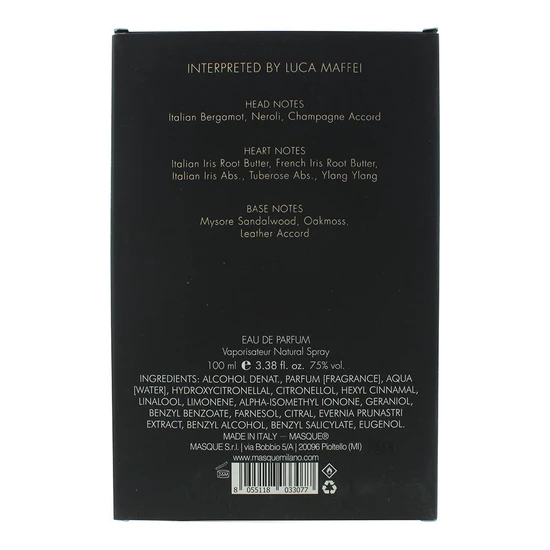 INTERPRETED BY LUCA MAFFEI
HEAD NOTES
Italian Bergamot, Neroli, Champagne Accord
HEART NOTES
Italian Iris Root Butter, French Iris Root Butter,
Italian Iris Abs., Tuberose Abs., Ylang Ylang
BASE NOTES
Mysore Sandalwood, Oakmoss,
Leather Accord
EAU DE PARFUM
Vaporisateur Natural Spray
100 ml e 3.38 fl. oz. 75% vol.
INGREDIENTS: ALCOHOL DENAT., PARFUM [FRAGRANCE], AQUA
[WATER], HYDROXYCITRONELLAL, CITRONELLOL, HEXYL CINNAMAL,
LINALOOL, LIMONENE, ALPHA-ISOMETHYL IONONE, GERANIOL,
BENZYL BENZOATE, FARNESOL, CITRAL, EVERNIA PRUNASTRI
EXTRACT, BENZYL ALCOHOL, BENZYL SALICYLATE, EUGENOL.
MADE IN ITALY – MASQUE®
MASQUE S.r.l. | via Bobbio 5/A | 20096 Pioltello (MI)
www.masquemilano.com
8 055118 033077